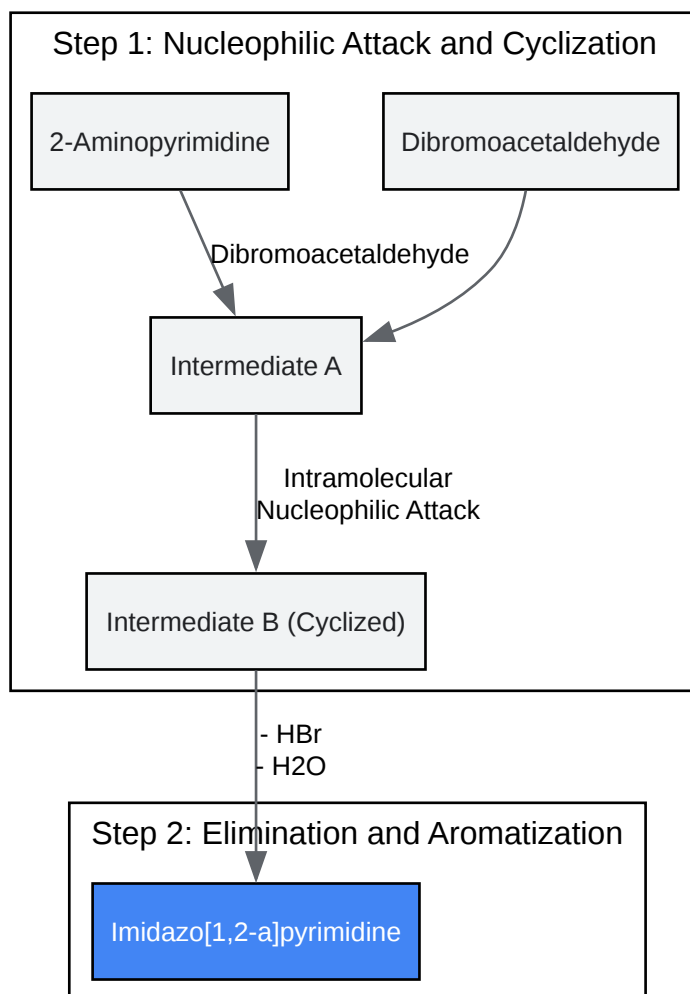 Step 1: Nucleophilic Attack and Cyclization
2-Aminopyrimidine
Dibromoacetaldehyde
Dibromoacetaldehyde
Intermediate A
Intramolecular
Nucleophilic Attack
Intermediate B (Cyclized)
- HBr
- H2O
Step 2: Elimination and Aromatization
Imidazo[1,2-a]pyrimidine